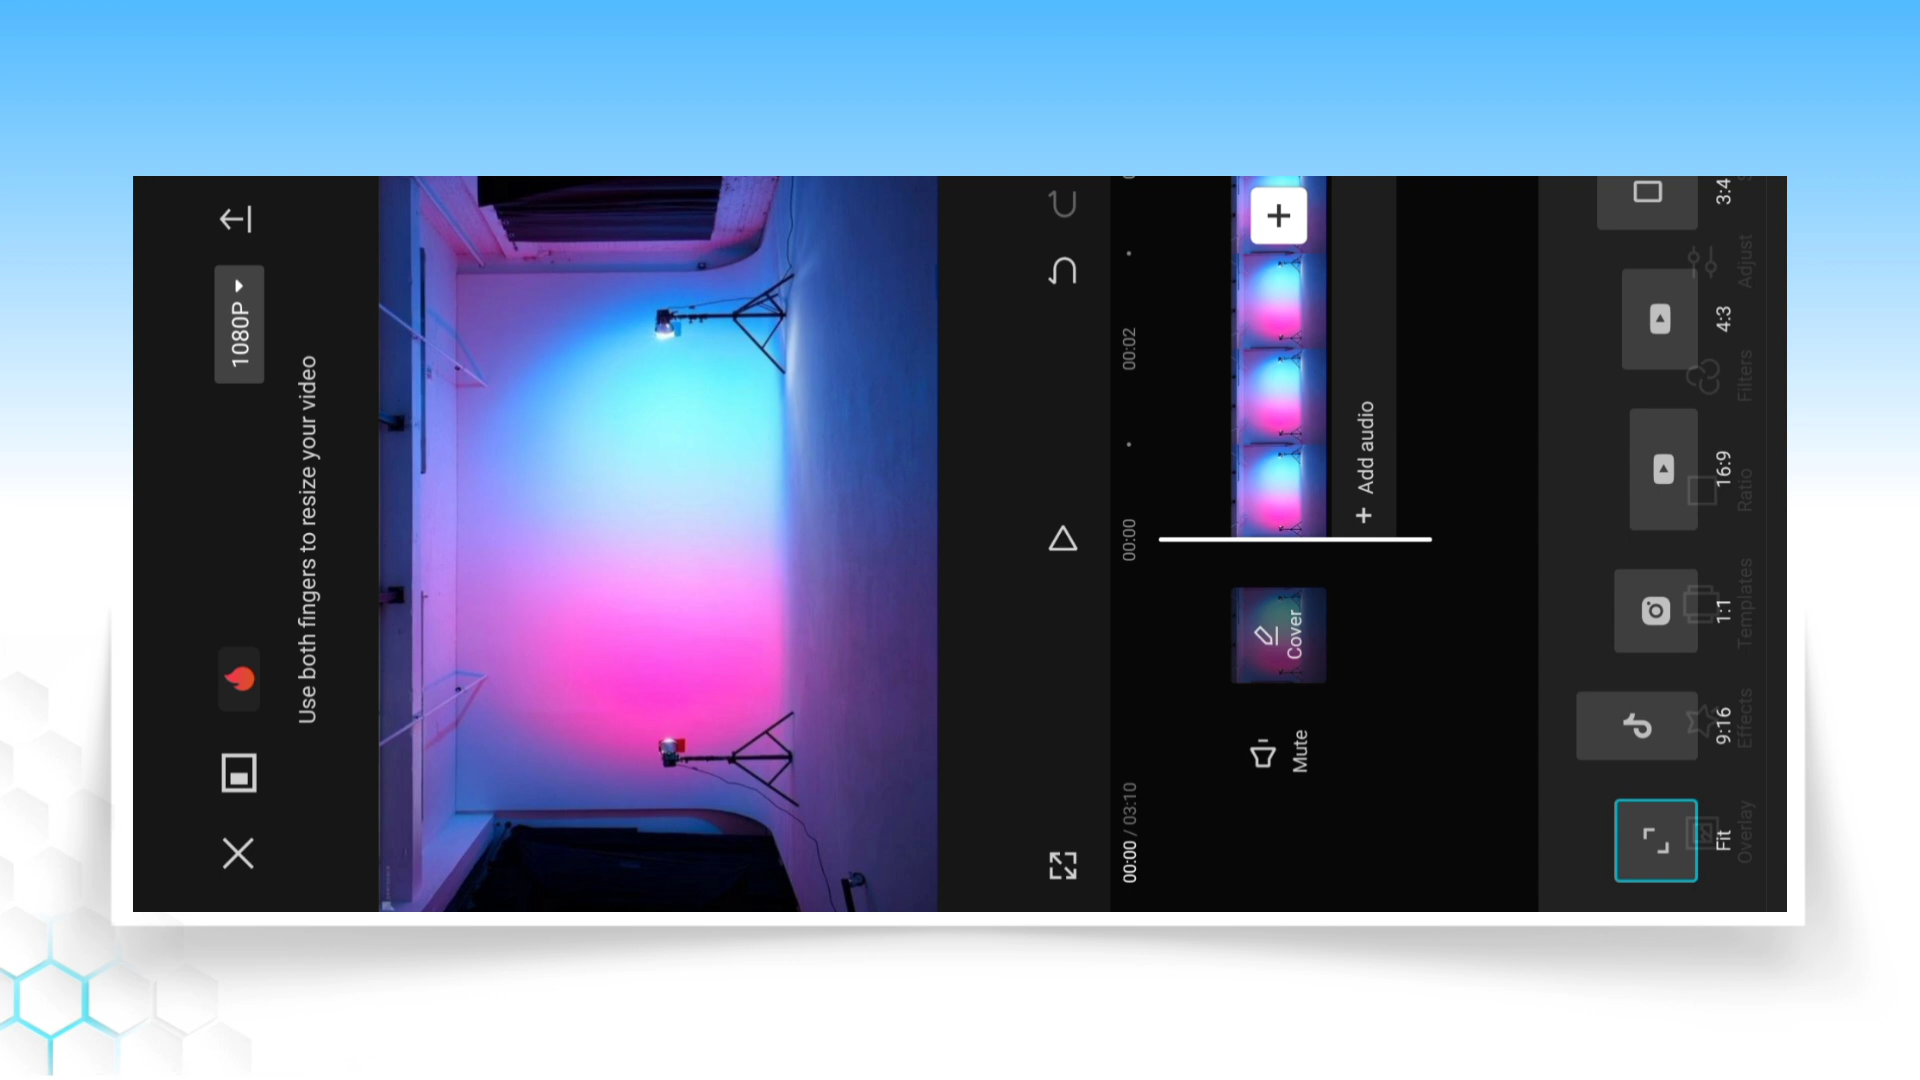 1080P
Use both fingers to resize your video
00:00 / 03:10
00:00
00:02
Mute
Cover
+ Add audio
Fit
9:16
1:1
16:9
4:3
3:4
Overlay
Effects
Templates
Ratio
Filters
Adjust